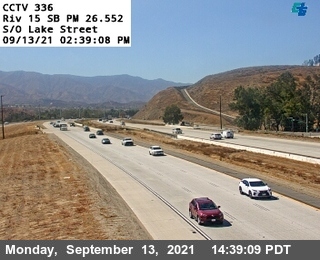 CCTV 336
Riv 15 SB PM 26.552
S/O Lake Street
09/13/21 02:39:08 PM
Monday, September 13, 2021 14:39:09 PDT